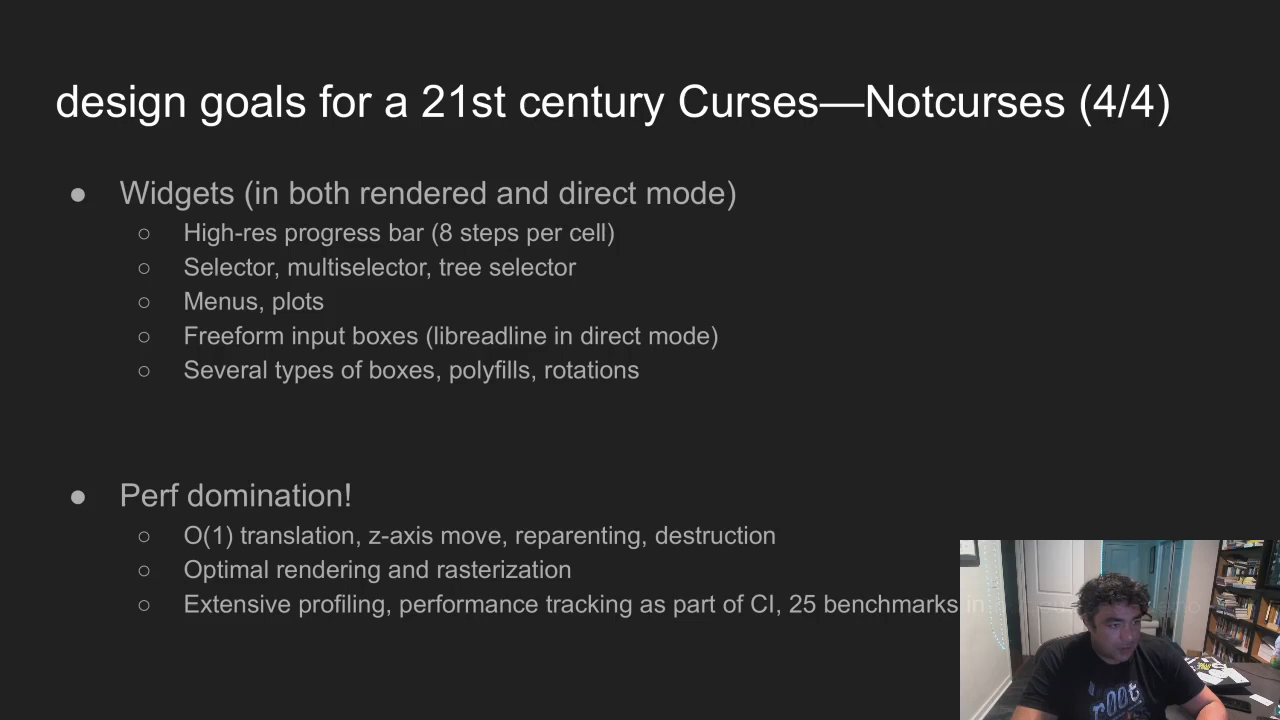 design goals for a 21st century Curses—Notcurses (4/4)
● Widgets (in both rendered and direct mode)
○ High-res progress bar (8 steps per cell)
○ Selector, multiselector, tree selector
○ Menus, plots
○ Freeform input boxes (libreadline in direct mode)
○ Several types of boxes, polyfills, rotations
● Perf domination!
○ O(1) translation, z-axis move, reparenting, destruction
○ Optimal rendering and rasterization
○ Extensive profiling, performance tracking as part of CI, 25 benchmarks in
root